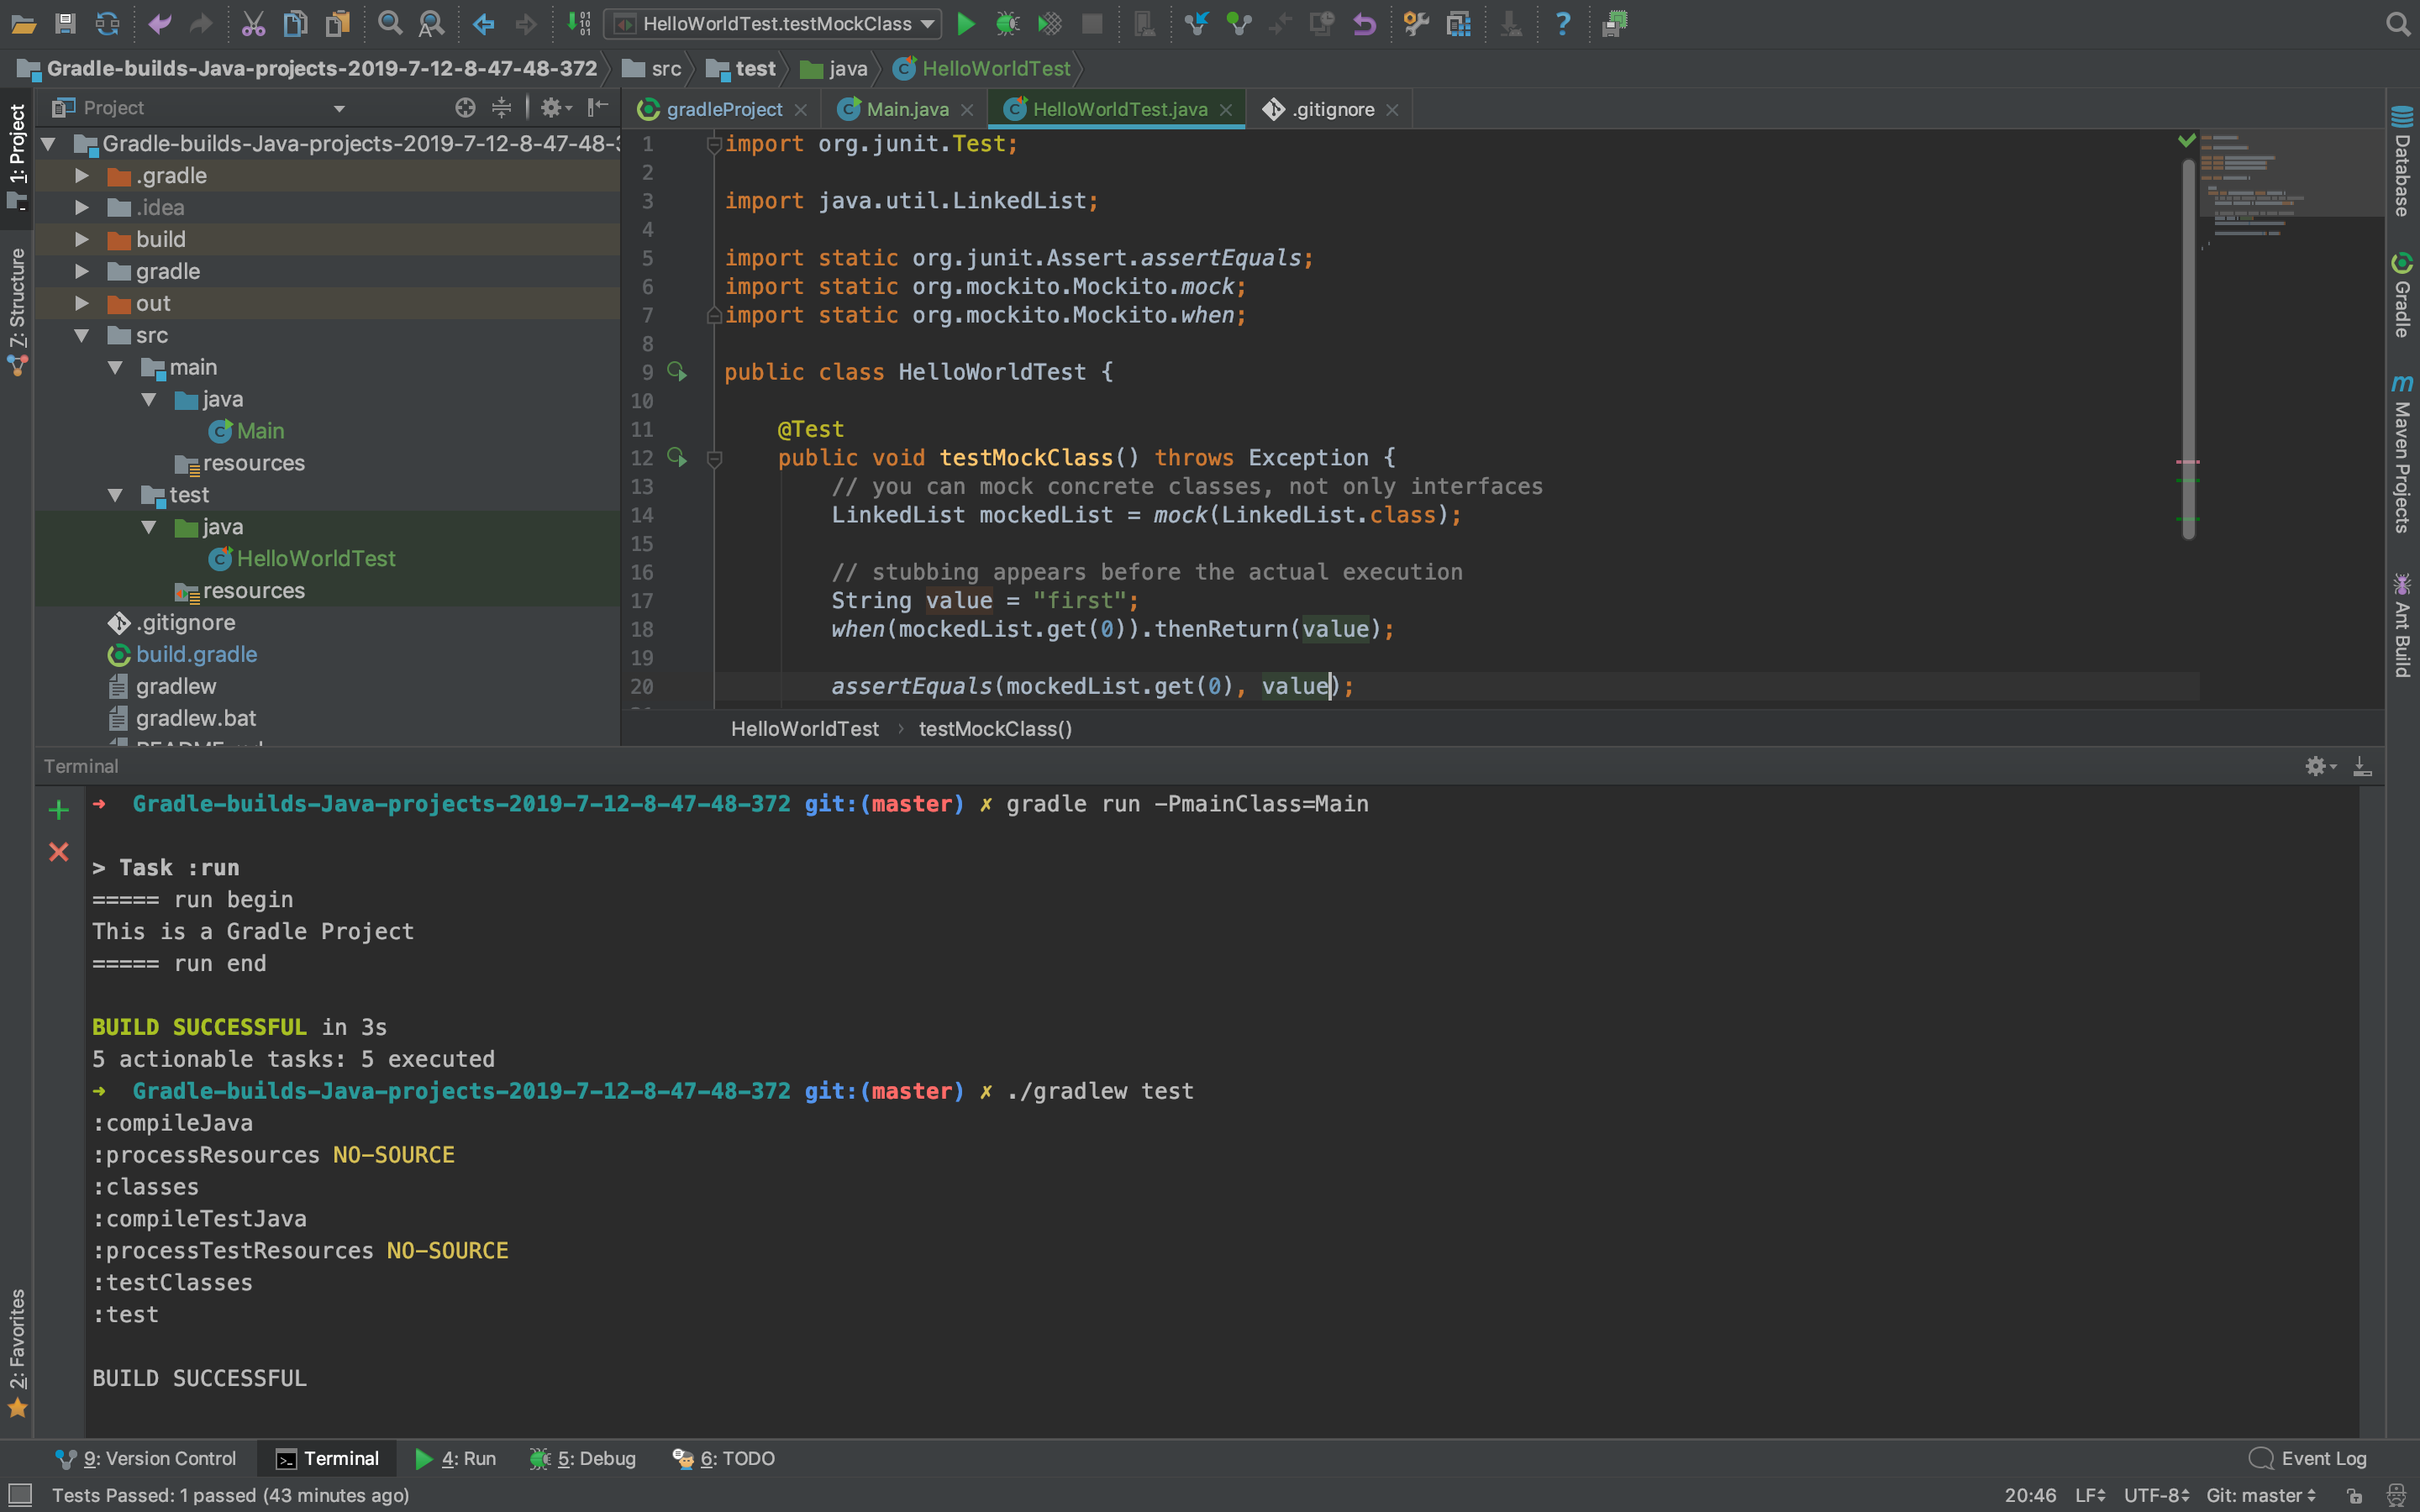 HelloWorldTest.testMockClass
Gradle-builds-Java-projects-2019-7-12-8-47-48-372
src
test
java
HelloWorldTest
1: Project
7: Structure
2: Favorites
Project
Gradle-builds-Java-projects-2019-7-12-8-47-48-
.gradle
.idea
build
gradle
out
src
main
java
Main
resources
test
java
HelloWorldTest
resources
.gitignore
build.gradle
gradlew
gradlew.bat
gradleProject
Main.java
HelloWorldTest.java
.gitignore
1 import org.junit.Test;
2
3 import java.util.LinkedList;
4
5 import static org.junit.Assert.assertEquals;
6 import static org.mockito.Mockito.mock;
7 import static org.mockito.Mockito.when;
8
9 public class HelloWorldTest {
10
11 @Test
12 public void testMockClass() throws Exception {
13 // you can mock concrete classes, not only interfaces
14 LinkedList mockedList = mock(LinkedList.class);
15
16 // stubbing appears before the actual execution
17 String value = "first";
18 when(mockedList.get(0)).thenReturn(value);
19
20 assertEquals(mockedList.get(0), value);
HelloWorldTest › testMockClass()
Database
Gradle
Maven Projects
Ant Build
Terminal
➜ Gradle-builds-Java-projects-2019-7-12-8-47-48-372 git:(master) ✗ gradle run -PmainClass=Main
> Task :run
===== run begin
This is a Gradle Project
===== run end
BUILD SUCCESSFUL in 3s
5 actionable tasks: 5 executed
➜ Gradle-builds-Java-projects-2019-7-12-8-47-48-372 git:(master) ✗ ./gradlew test
:compileJava
:processResources NO-SOURCE
:classes
:compileTestJava
:processTestResources NO-SOURCE
:testClasses
:test
BUILD SUCCESSFUL
9: Version Control
Terminal
4: Run
5: Debug
6: TODO
Event Log
Tests Passed: 1 passed (43 minutes ago)
20:46
LF
UTF-8
Git: master